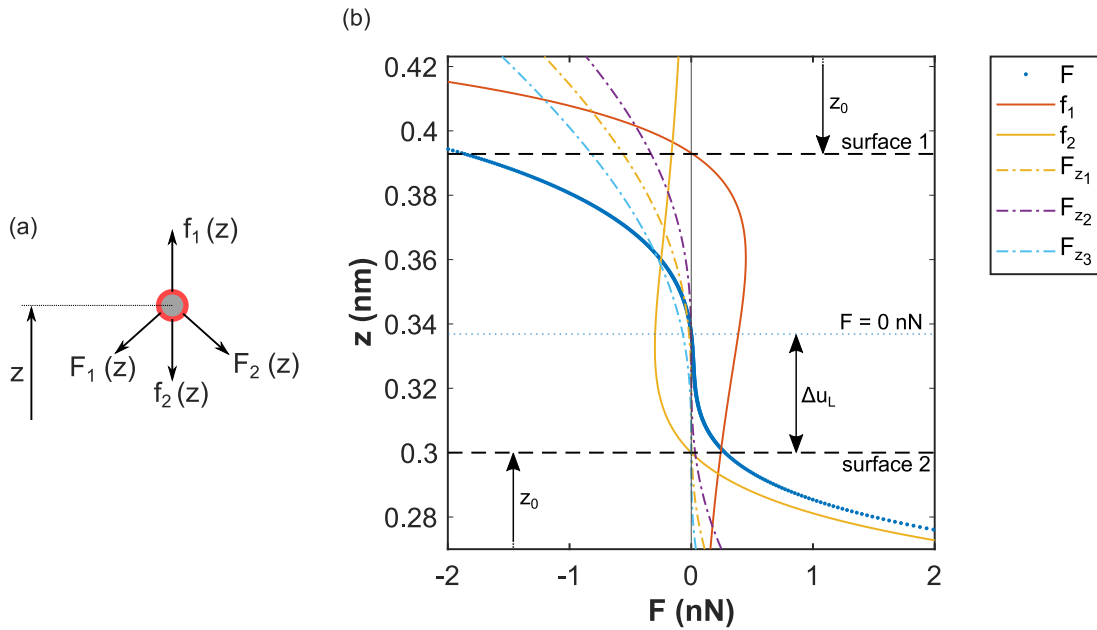 (a)
f1 (z)
z
F1 (z)
f2 (z)
F2 (z)
(b)
0.42
0.4
0.38
0.36
0.34
0.32
0.3
0.28
z (nm)
-2
-1
0
1
2
F (nN)
z0
surface 1
F = 0 nN
ΔuL
surface 2
z0
F
f1
f2
Fz1
Fz2
Fz3